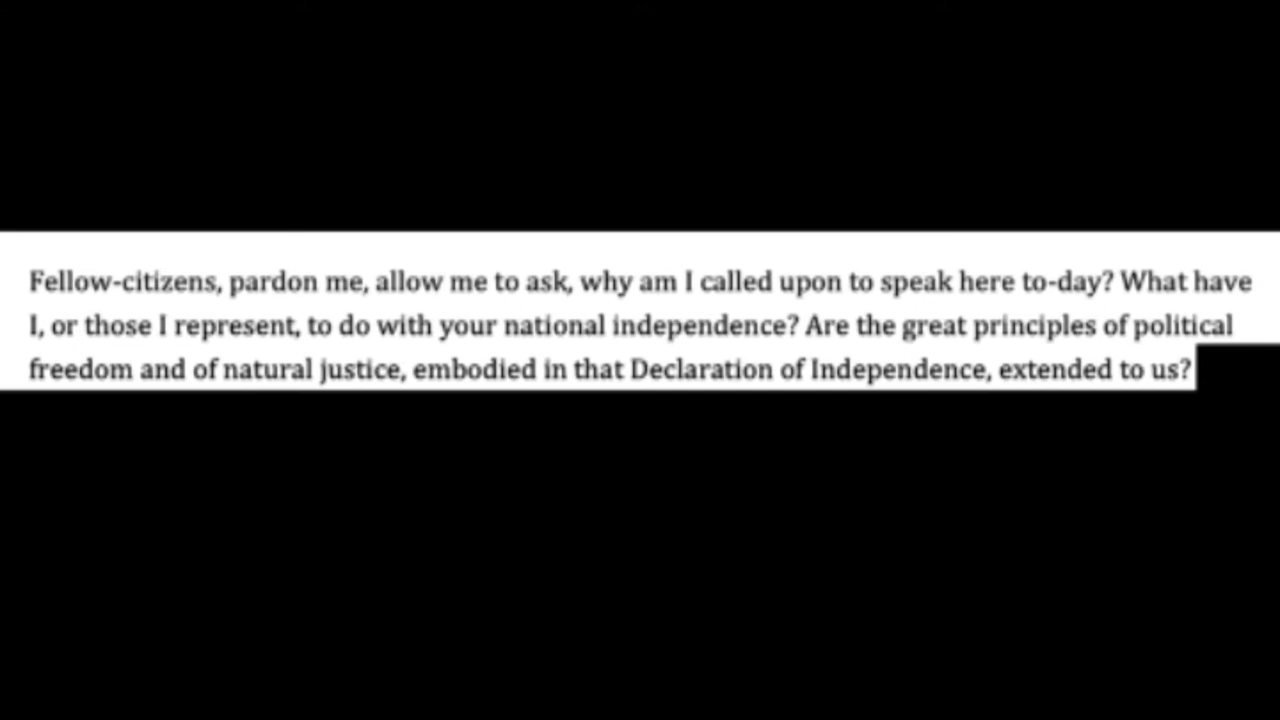 Fellow-citizens, pardon me, allow me to ask, why am I called upon to speak here to-day? What have
I, or those I represent, to do with your national independence? Are the great principles of political
freedom and of natural justice, embodied in that Declaration of Independence, extended to us?